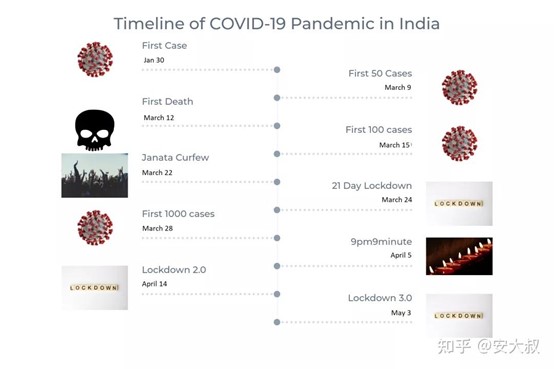 Timeline of COVID-19 Pandemic in India
First Case
Jan 30
First 50 Cases
March 9
First Death
March 12
First 100 cases
March 15
Janata Curfew
March 22
21 Day Lockdown
March 24
LOCKDOWN
First 1000 cases
March 28
9pm9minute
April 5
Lockdown 2.0
April 14
LOCKDOWN
Lockdown 3.0
May 3
LOCKDOWN
知乎 @安大叔